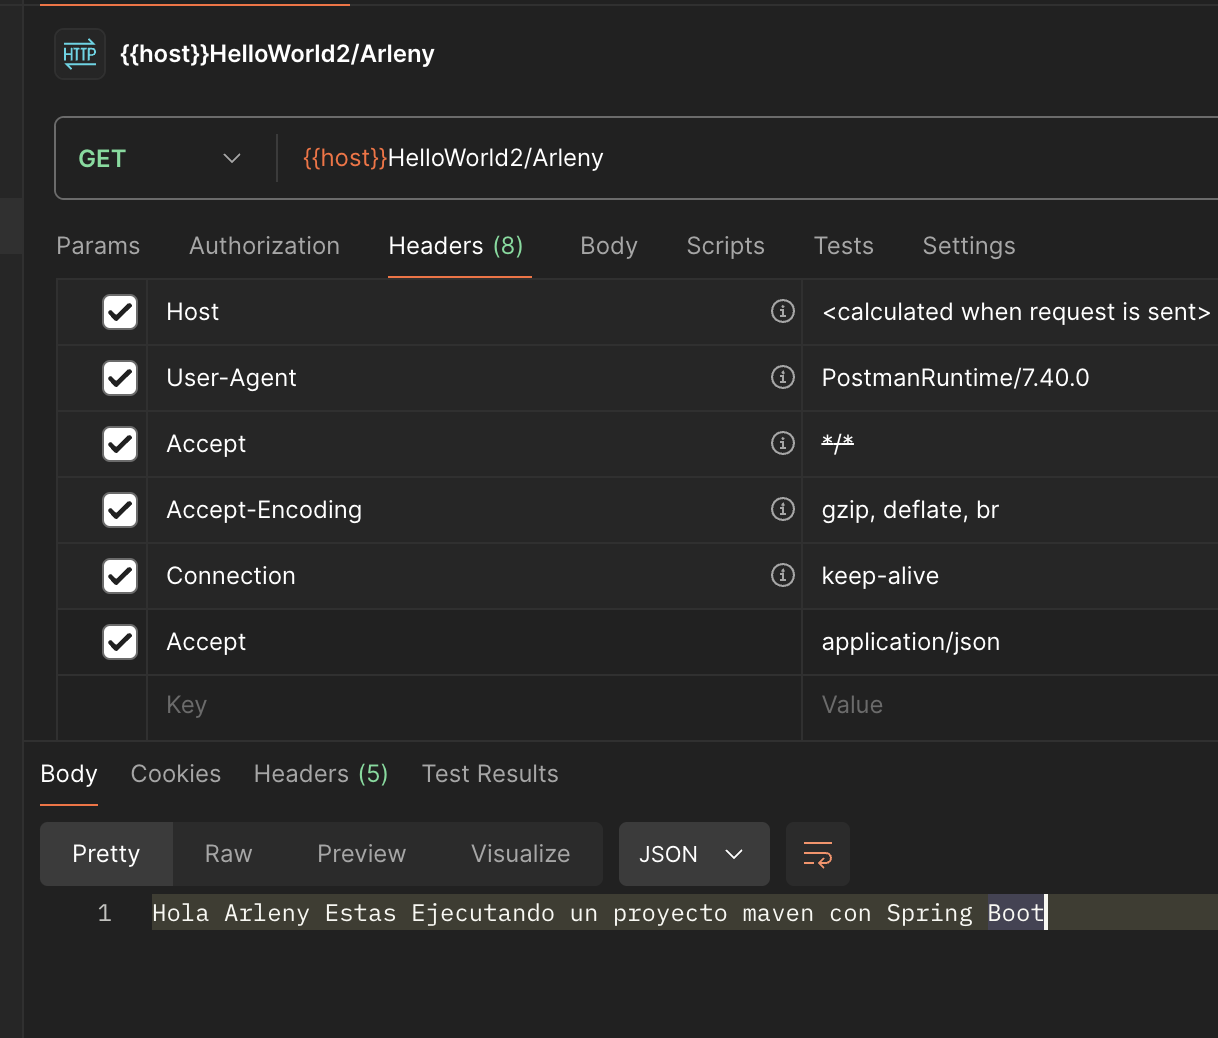 HTTP {{host}}HelloWorld2/Arleny
GET {{host}}HelloWorld2/Arleny
Params Authorization Headers (8) Body Scripts Tests Settings
Host <calculated when request is sent>
User-Agent PostmanRuntime/7.40.0
Accept */*
Accept-Encoding gzip, deflate, br
Connection keep-alive
Accept application/json
Key Value
Body Cookies Headers (5) Test Results
Pretty Raw Preview Visualize JSON
1 Hola Arleny Estas Ejecutando un proyecto maven con Spring Boot